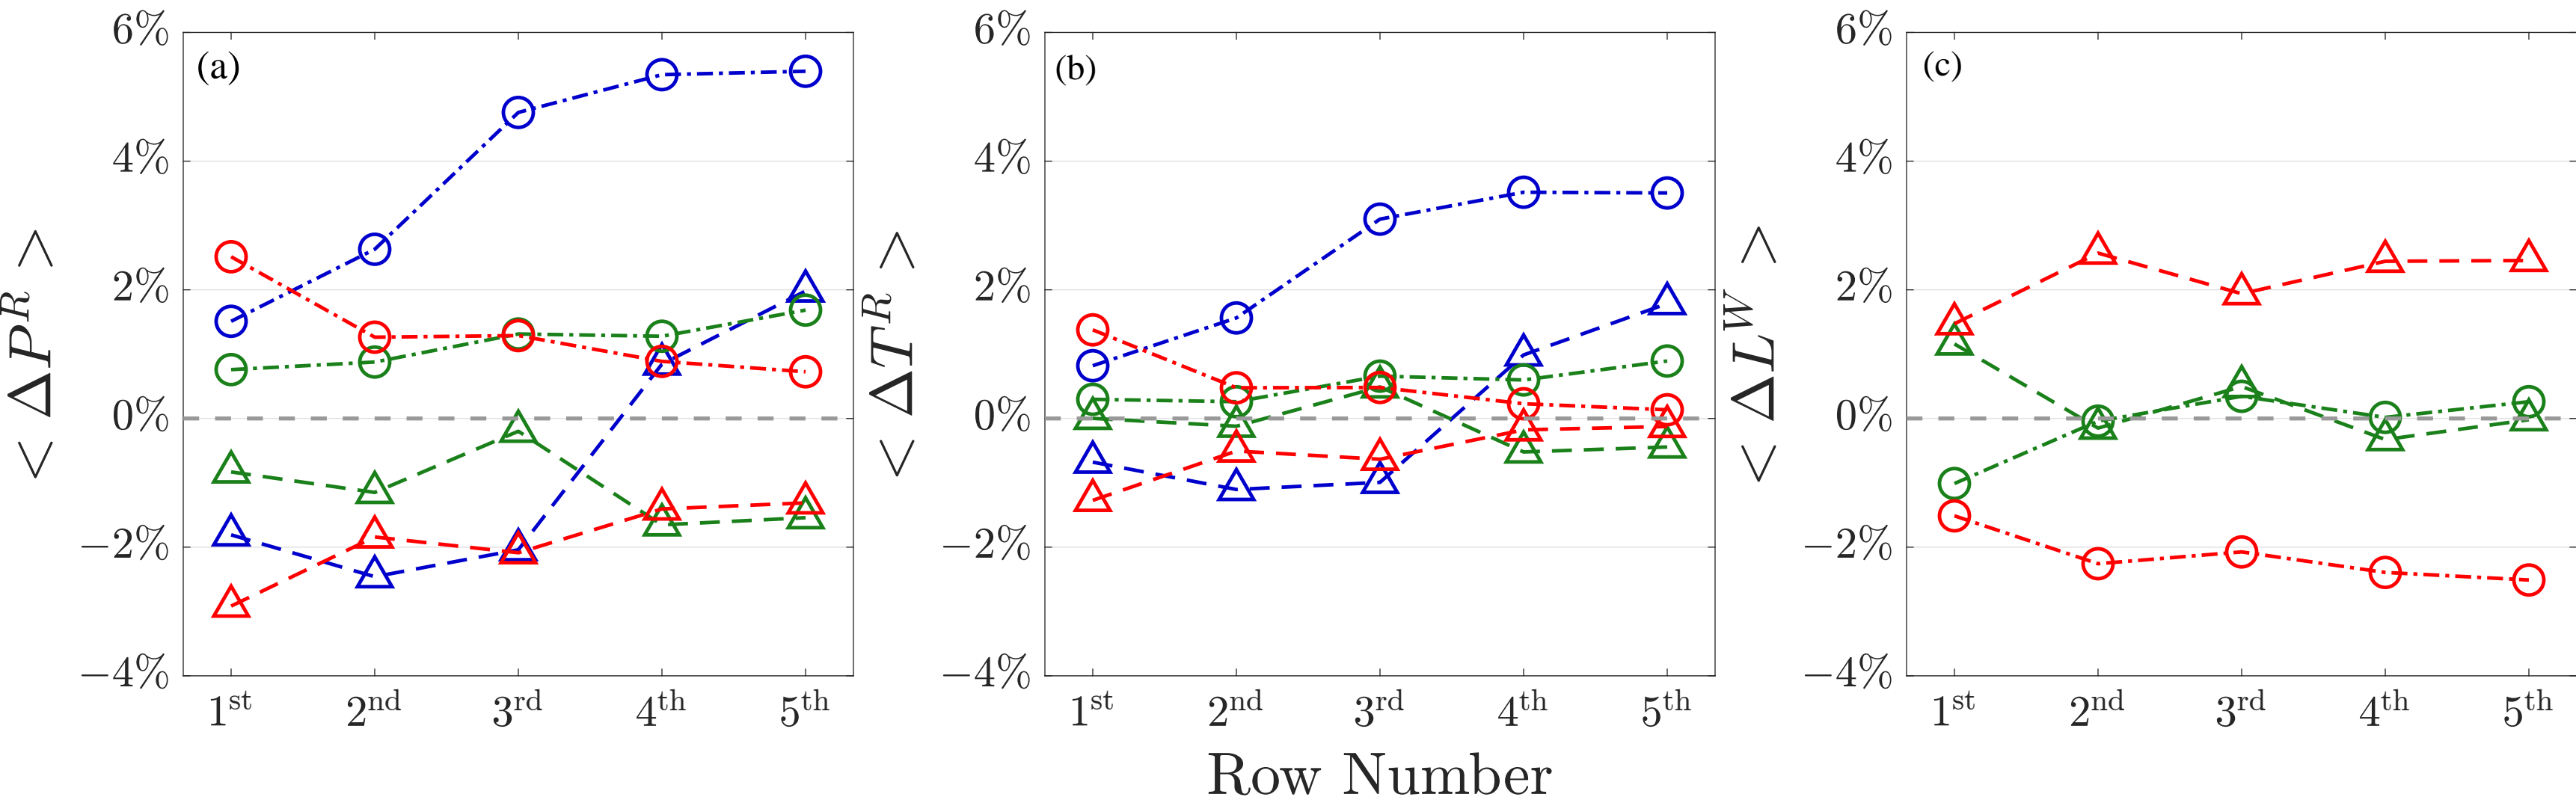 (a)
6%
4%
2%
0%
−2%
−4%
< ΔP^R >
1st 2nd 3rd 4th 5th
(b)
6%
4%
2%
0%
−2%
−4%
< ΔT^R >
1st 2nd 3rd 4th 5th
(c)
6%
4%
2%
0%
−2%
−4%
< ΔL^W >
1st 2nd 3rd 4th 5th
Row Number